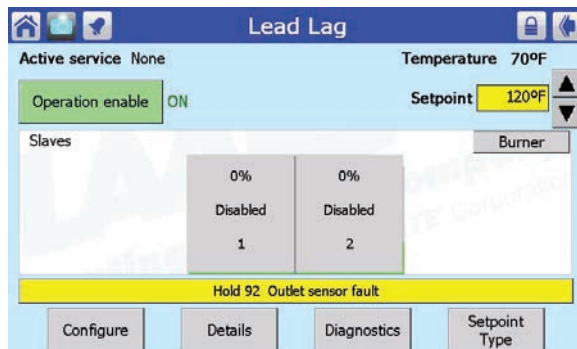 Lead Lag
Active service None
Temperature 70ºF
Operation enable ON
Setpoint 120ºF
Slaves
Burner
0% 0%
Disabled Disabled
1 2
Hold 92 Outlet sensor fault
Configure Details Diagnostics Setpoint Type